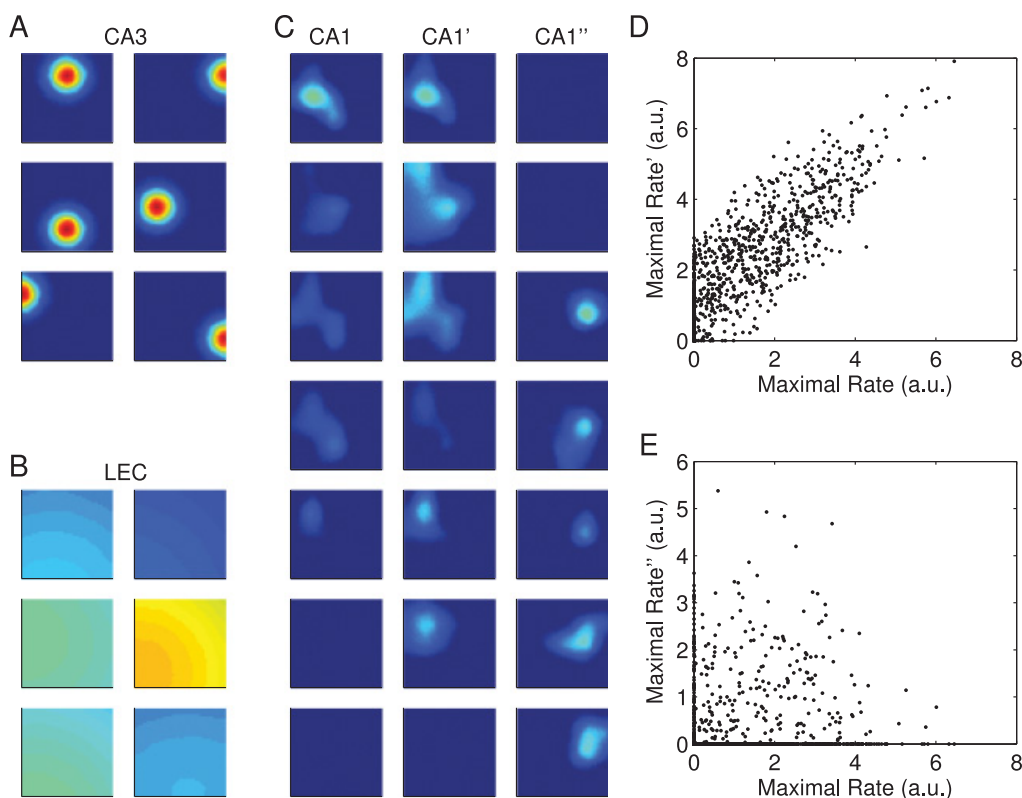 A
CA3
B
LEC
C
CA1 CA1' CA1''
D
8
6
4
2
0
Maximal Rate' (a.u.)
0 2 4 6 8
Maximal Rate (a.u.)
E
6
5
4
3
2
1
0
Maximal Rate'' (a.u.)
0 2 4 6 8
Maximal Rate (a.u.)